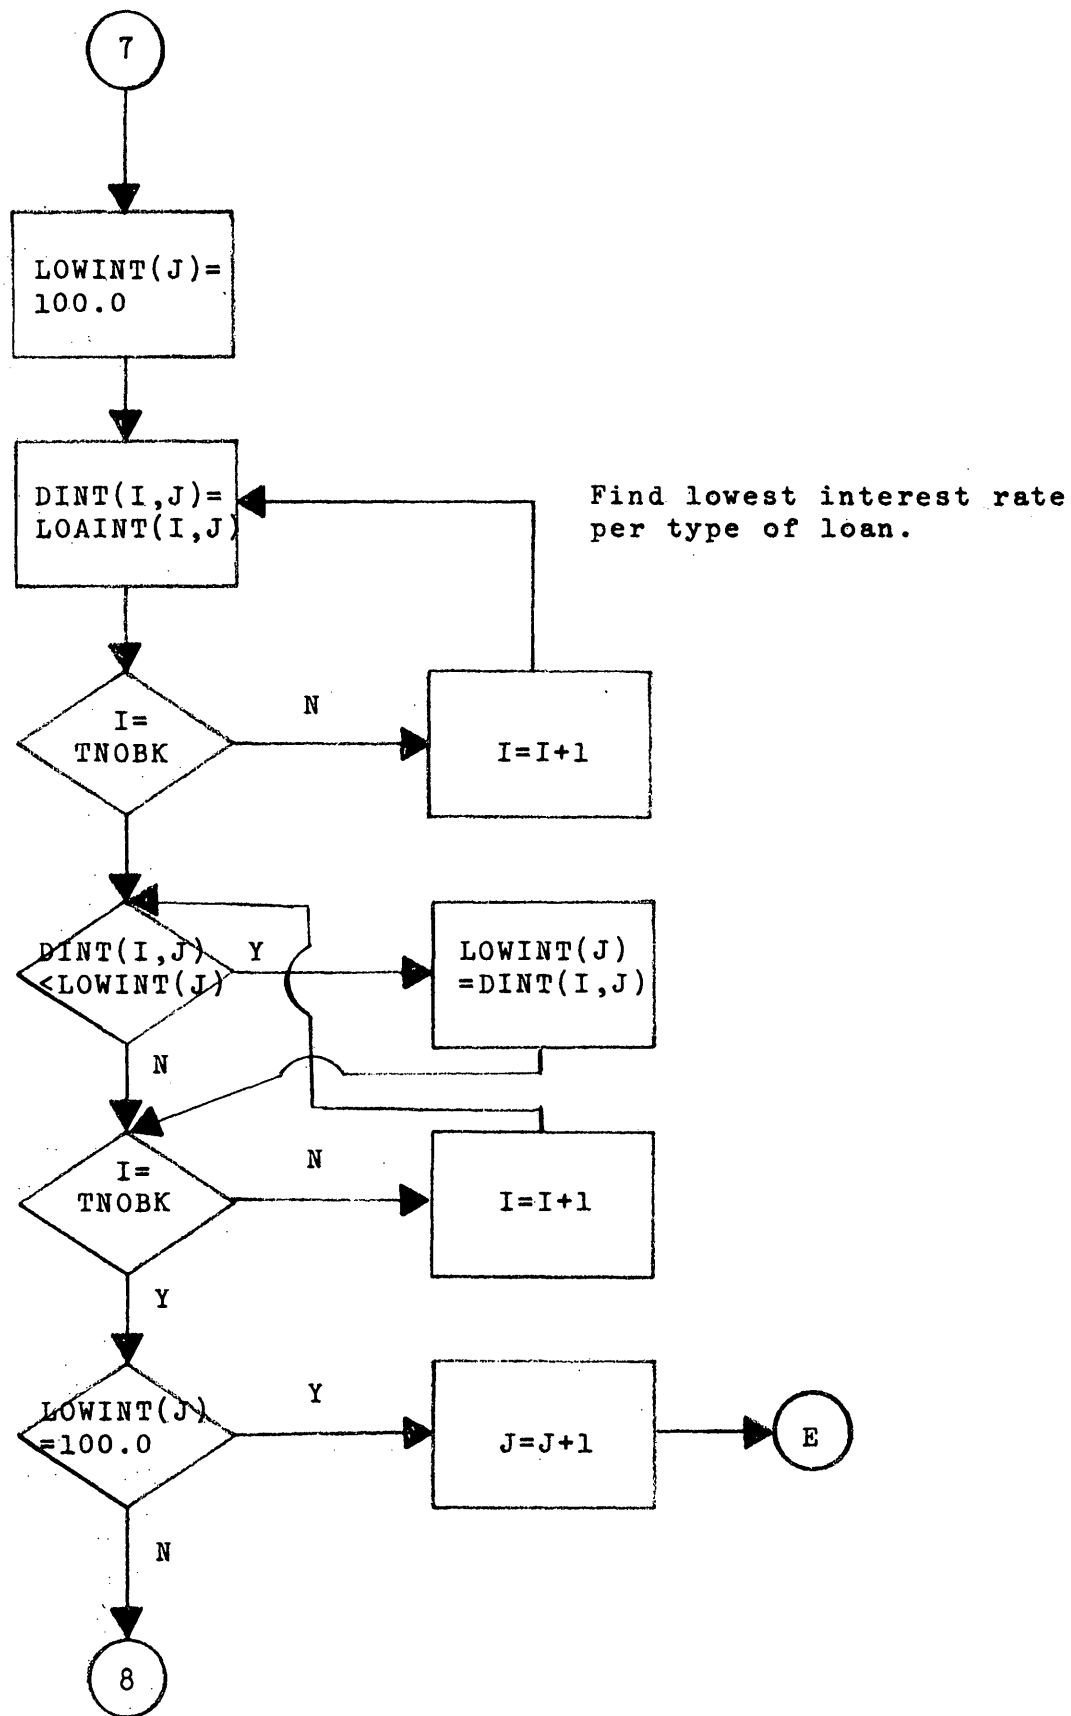 7
LOWINT(J)=
100.0
DINT(I,J)=
LOAINT(I,J)
Find lowest interest rate
per type of loan.
I=
TNOBK
N
I=I+1
DINT(I,J)
<LOWINT(J)
Y
LOWINT(J)
=DINT(I,J)
N
I=
TNOBK
N
I=I+1
Y
LOWINT(J)
=100.0
Y
J=J+1
E
N
8